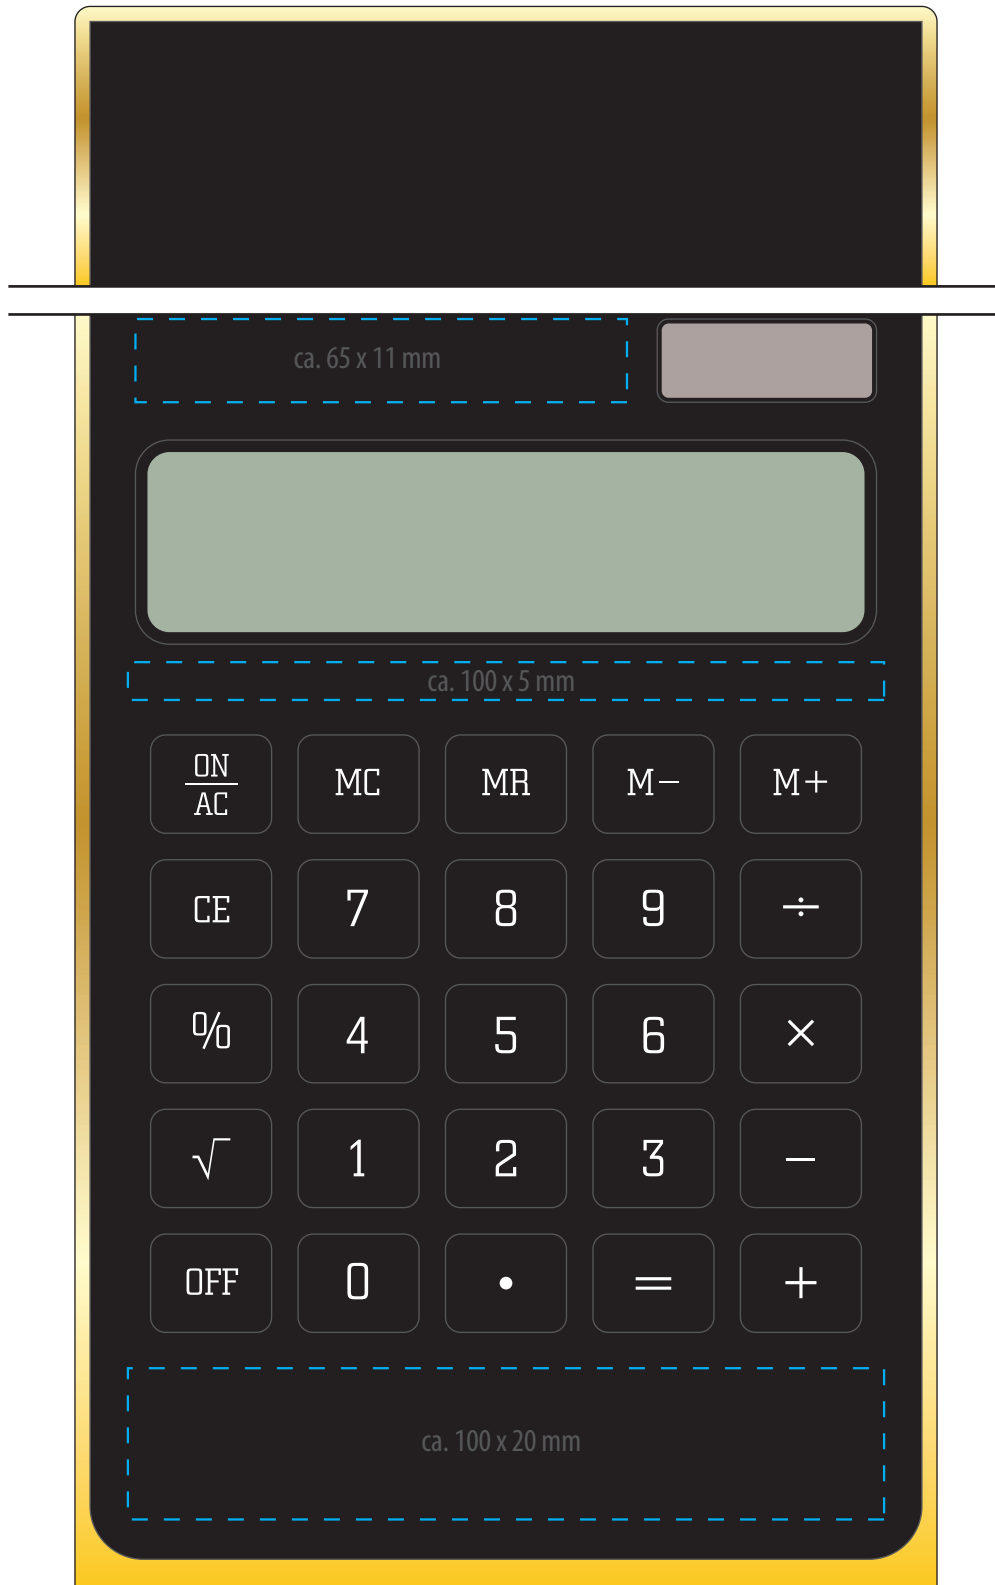 ca. 65 x 11 mm
ca. 100 x 5 mm
ON
AC
MC MR M− M+
CE 7 8 9 ÷
% 4 5 6 ×
√ 1 2 3 −
OFF 0 . = +
ca. 100 x 20 mm